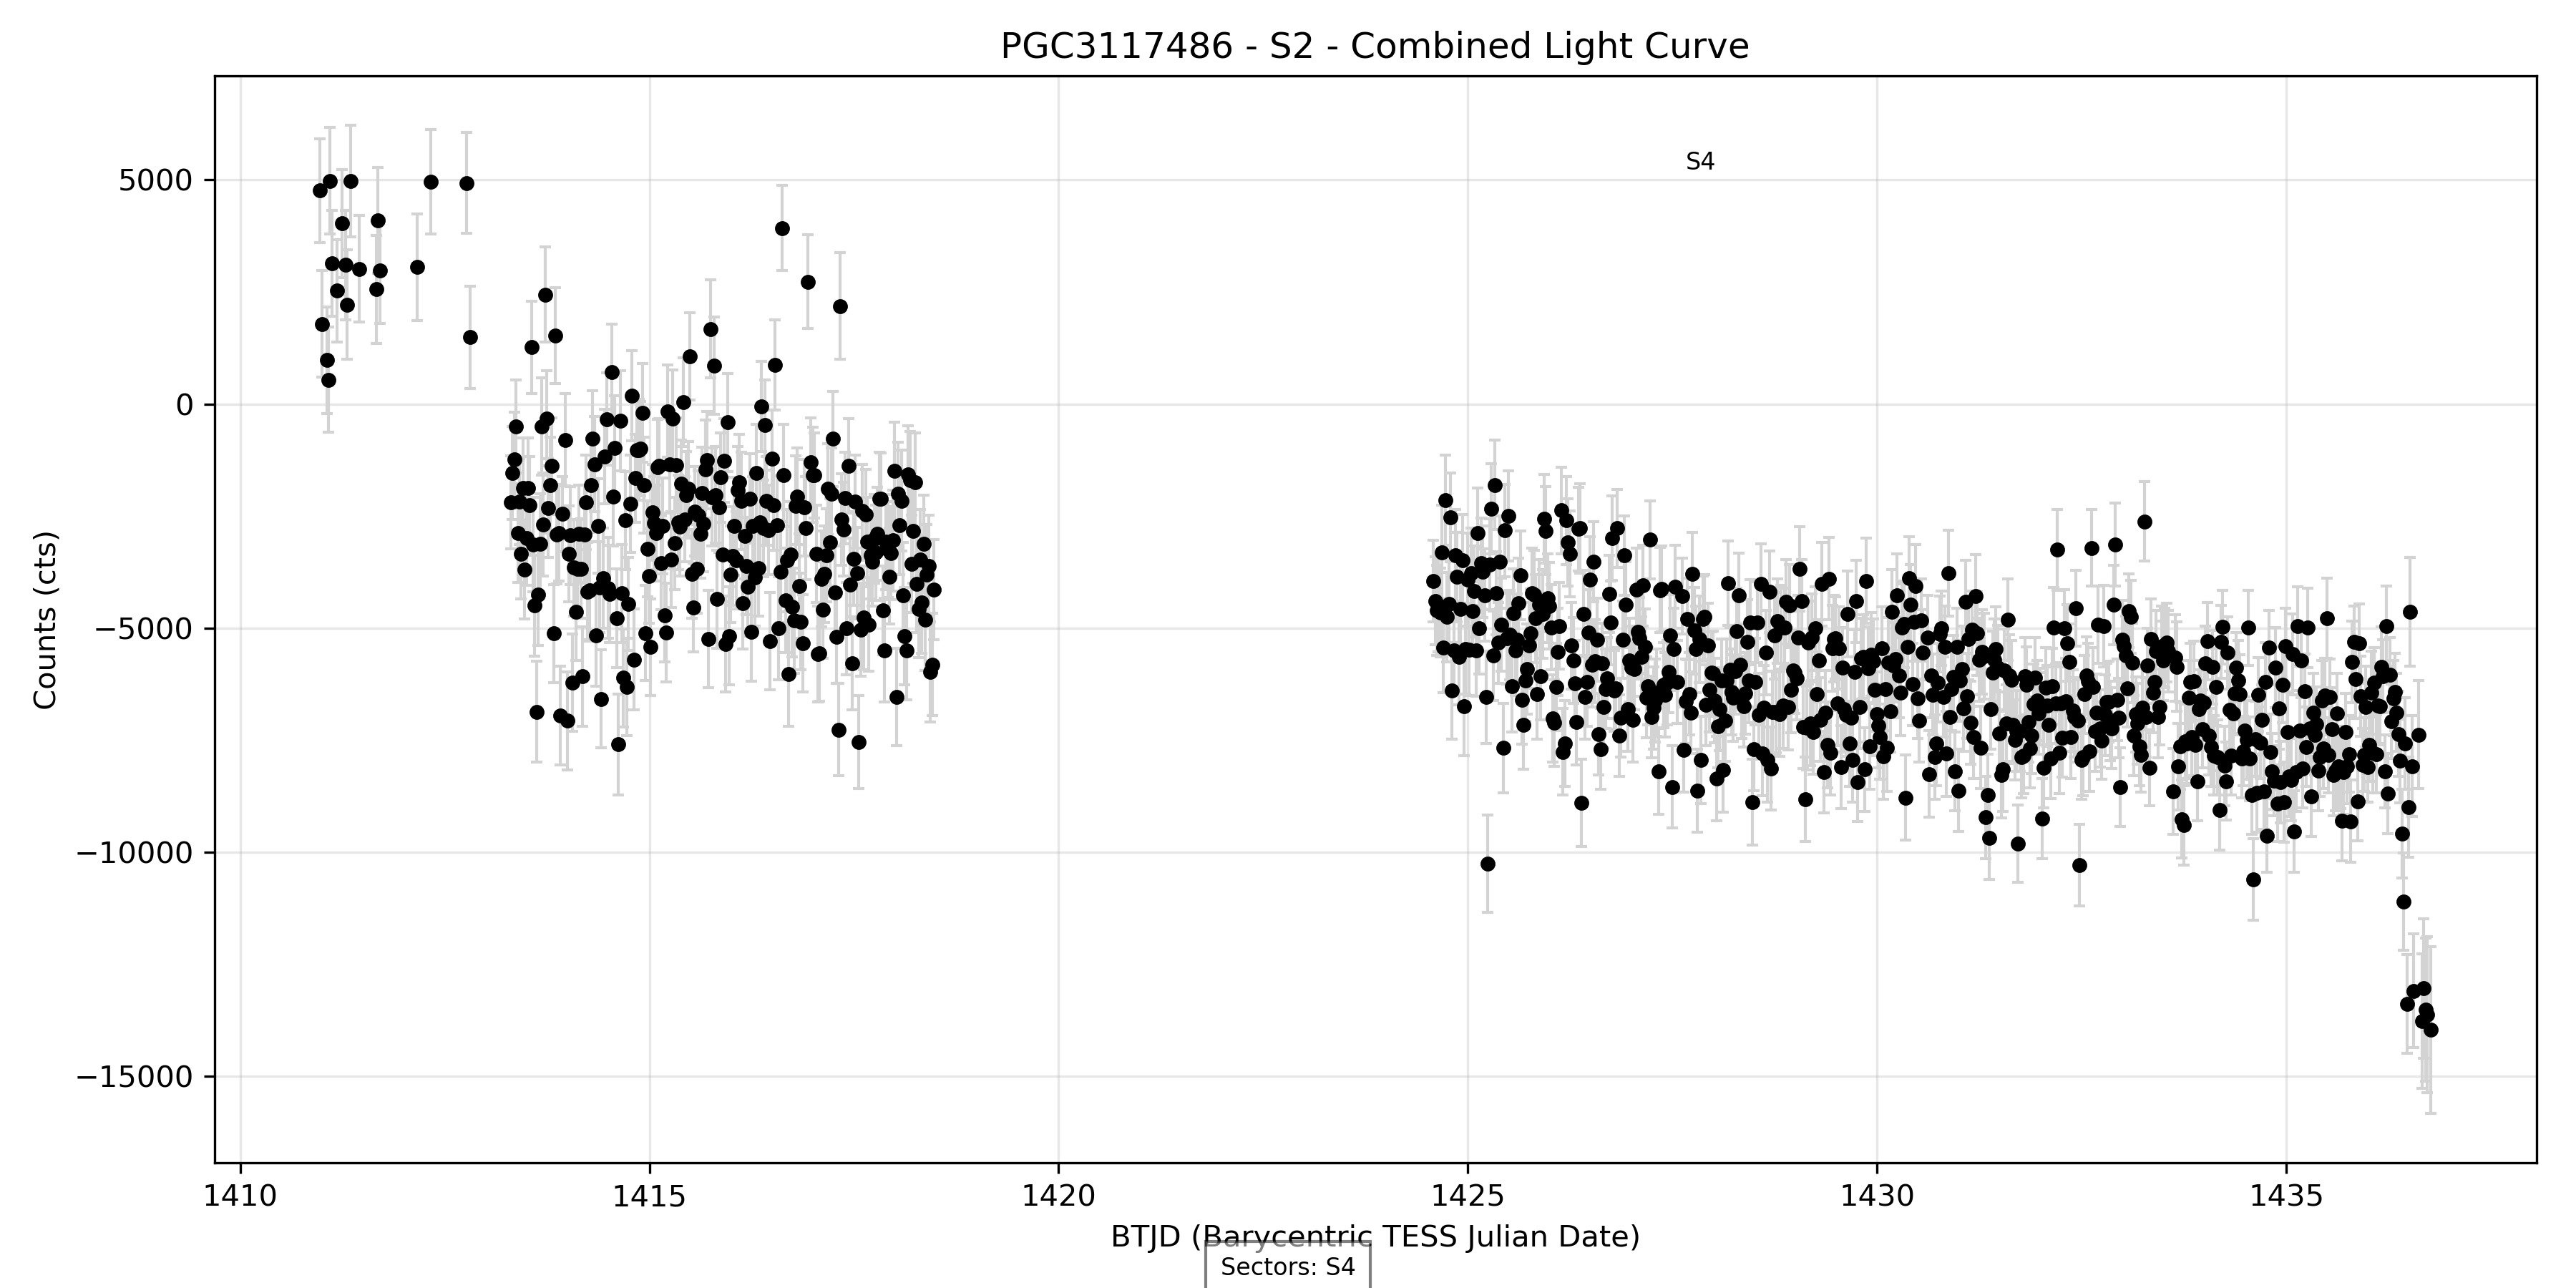 PGC3117486 - S2 - Combined Light Curve
S4
5000
0
−5000
−10000
−15000
Counts (cts)
1410 1415 1420 1425 1430 1435
BTJD (Barycentric TESS Julian Date)
Sectors: S4